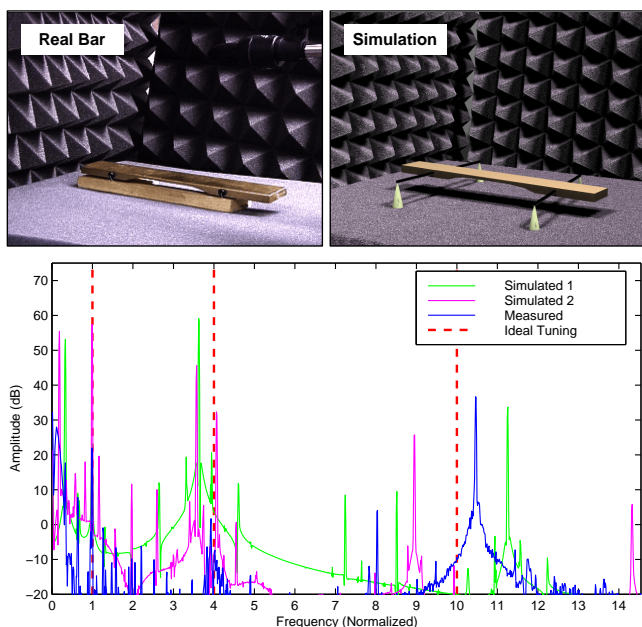 Real Bar
Simulation
70
60
50
40
30
20
10
0
−10
−20
Amplitude (dB)
Simulated 1
Simulated 2
Measured
Ideal Tuning
0 1 2 3 4 5 6 7 8 9 10 11 12 13 14
Frequency (Normalized)